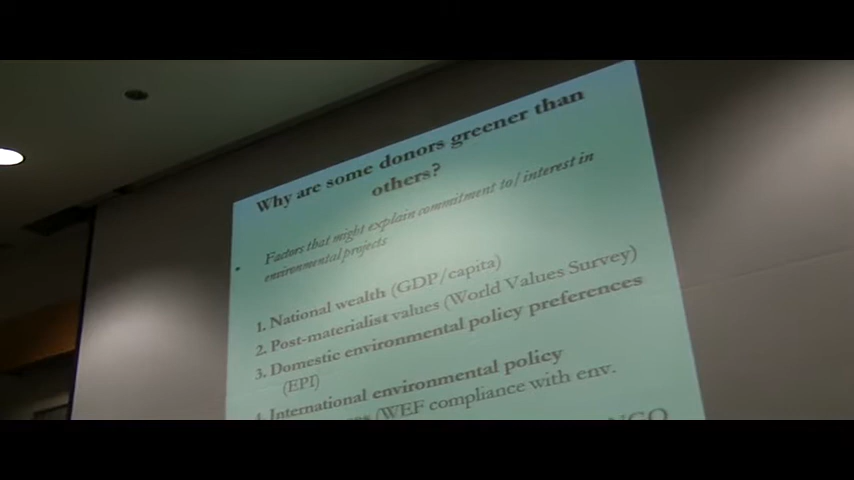 Why are some donors greener than
others?
• Factors that might explain commitment to/interest in
environmental projects
1. National wealth (GDP/capita)
2. Post-materialist values (World Values Survey)
3. Domestic environmental policy preferences
(EPI)
4. International environmental policy
(WEF compliance with env.
NGO